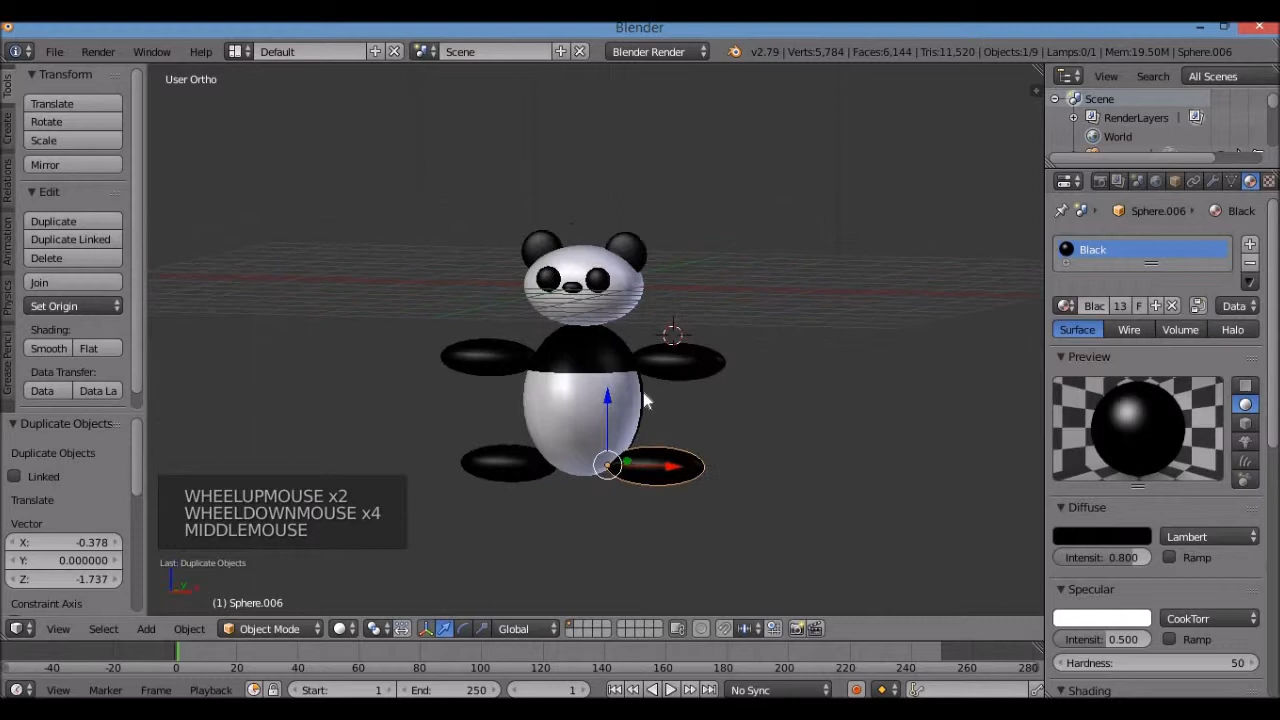 Blender
File Render Window Help Default Scene Blender Render v2.79 | Verts:5,784 | Faces:6,144 | Tris:11,520 | Objects:1/9 | Lamps:0/1 | Mem:19.50M | Sphere.006
Tools
Create
Relations
Animation
Physics
Grease Pencil
Transform
Translate
Rotate
Scale
Mirror
Edit
Duplicate
Duplicate Linked
Delete
Join
Set Origin
Shading:
Smooth Flat
Data Transfer:
Data Data La
Duplicate Objects
Duplicate Objects
Linked
Translate
Vector
X: -0.378
Y: 0.000000
Z: -1.737
Constraint Axis
User Ortho
WHEELUPMOUSE x2
WHEELDOWNMOUSE x4
MIDDLEMOUSE
Last: Duplicate Objects
(1) Sphere.006
View Select Add Object Object Mode Global
-40 -20 0 20 40 60 80 100 120 140 160 180 200 220 240 260 280
View Marker Frame Playback Start: 1 End: 250 1 No Sync
View Search All Scenes
Scene
RenderLayers
World
Sphere.006 Black
Black
Blac 13 F Data
Surface Wire Volume Halo
Preview
Diffuse
Lambert
Intensit: 0.800 Ramp
Specular
CookTorr
Intensit: 0.500 Ramp
Hardness: 50
Shading